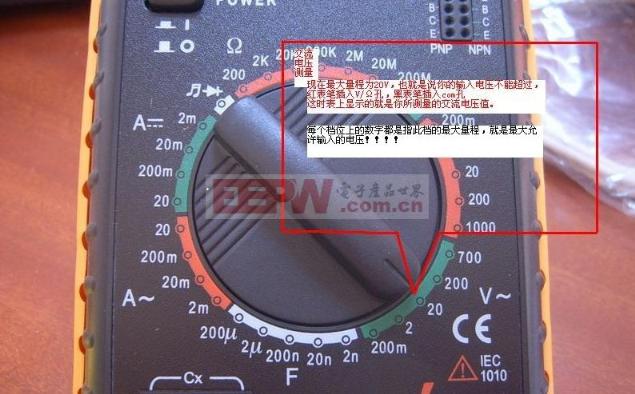 POWER
B
C
E
B
C
E
PNP NPN
Ω
200
2K
20
00K
2M
20M
交流
电压
测量
现在最大量程为20V，也就是说你的输入电压不能超过，
红表笔插入V/Ω孔，黑表笔插入com孔
这时表上显示的就是你所测量的交流电压值。
每个档位上的数字都是指此档的最大量程，就是最大允
许输入的电压！！！！
A
2m
20m
200m
20
20
200m
20m
2m
A~
200μ
2μ
200n
20n
2n
F
200m
2
20
200
700
1000
200
20
V~
EEPW 电子產品世界
.com.cn
CE
IEC
1010
Cx